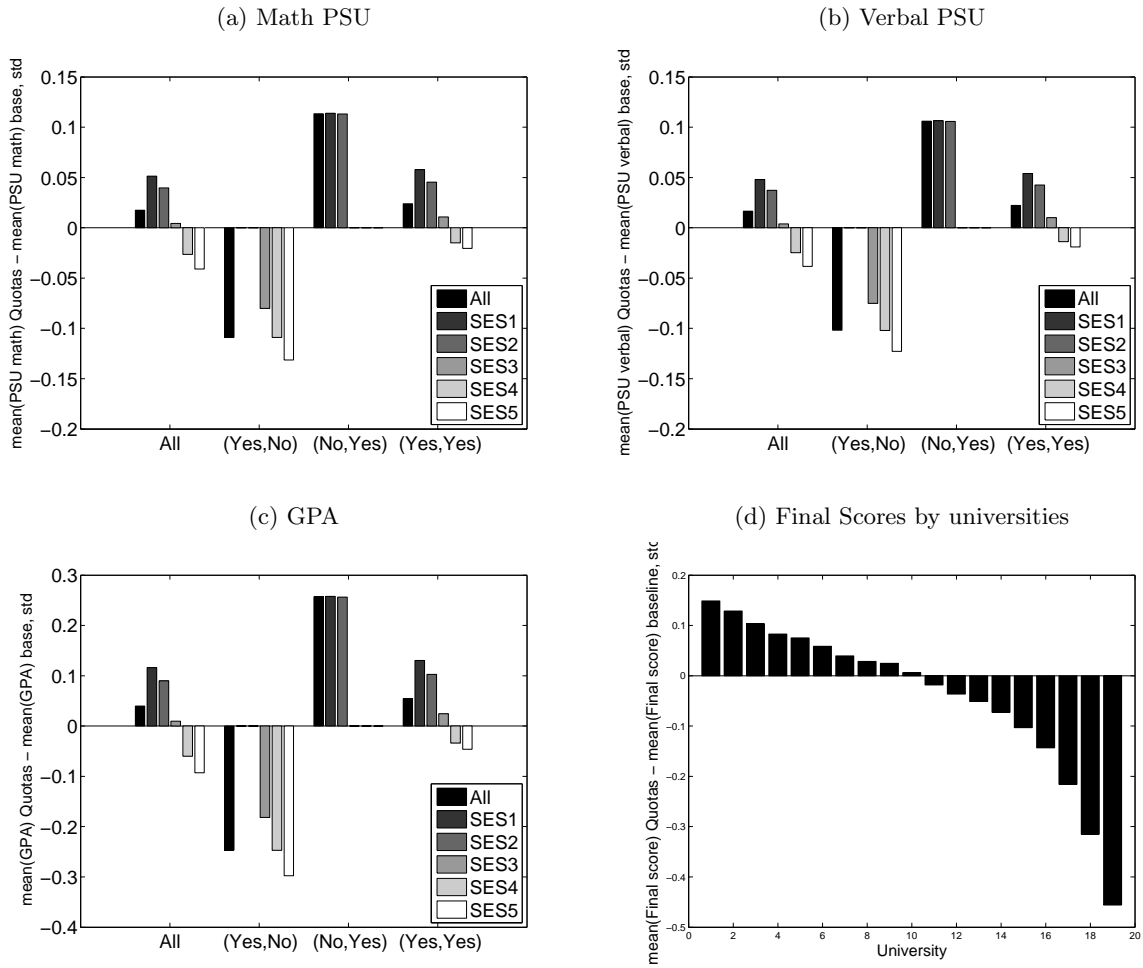 (a) Math PSU
mean(PSU math) Quotas − mean(PSU math) base, std
0.15
0.1
0.05
0
−0.05
−0.1
−0.15
−0.2
All
SES1
SES2
SES3
SES4
SES5
All (Yes,No) (No,Yes) (Yes,Yes)
(b) Verbal PSU
mean(PSU verbal) Quotas − mean(PSU verbal) base, std
0.15
0.1
0.05
0
−0.05
−0.1
−0.15
−0.2
All
SES1
SES2
SES3
SES4
SES5
All (Yes,No) (No,Yes) (Yes,Yes)
(c) GPA
mean(GPA) Quotas − mean(GPA) base, std
0.3
0.2
0.1
0
−0.1
−0.2
−0.3
−0.4
All
SES1
SES2
SES3
SES4
SES5
All (Yes,No) (No,Yes) (Yes,Yes)
(d) Final Scores by universities
mean(Final score) Quotas − mean(Final score) baseline,
0.2
0.1
0
−0.1
−0.2
−0.3
−0.4
−0.5
0 2 4 6 8 10 12 14 16 18 20
University